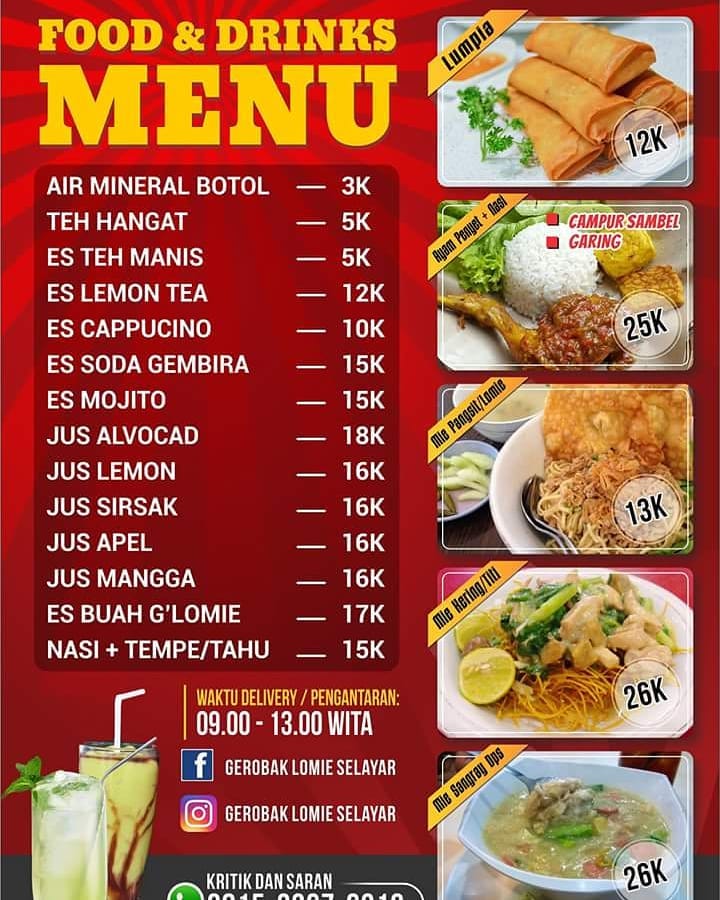 FOOD & DRINKS
MENU
AIR MINERAL BOTOL — 3K
TEH HANGAT — 5K
ES TEH MANIS — 5K
ES LEMON TEA — 12K
ES CAPPUCINO — 10K
ES SODA GEMBIRA — 15K
ES MOJITO — 15K
JUS ALVOCAD — 18K
JUS LEMON — 16K
JUS SIRSAK — 16K
JUS APEL — 16K
JUS MANGGA — 16K
ES BUAH G'LOMIE — 17K
NASI + TEMPE/TAHU — 15K
WAKTU DELIVERY / PENGANTARAN:
09.00 - 13.00 WITA
GEROBAK LOMIE SELAYAR
GEROBAK LOMIE SELAYAR
KRITIK DAN SARAN
Lumpia
12K
Ayam Penyet + Nasi
CAMPUR SAMBEL
GARING
25K
Mie Pangsit/Lomie
13K
Mie Kering/Titi
26K
Mie Sangray Ops
26K